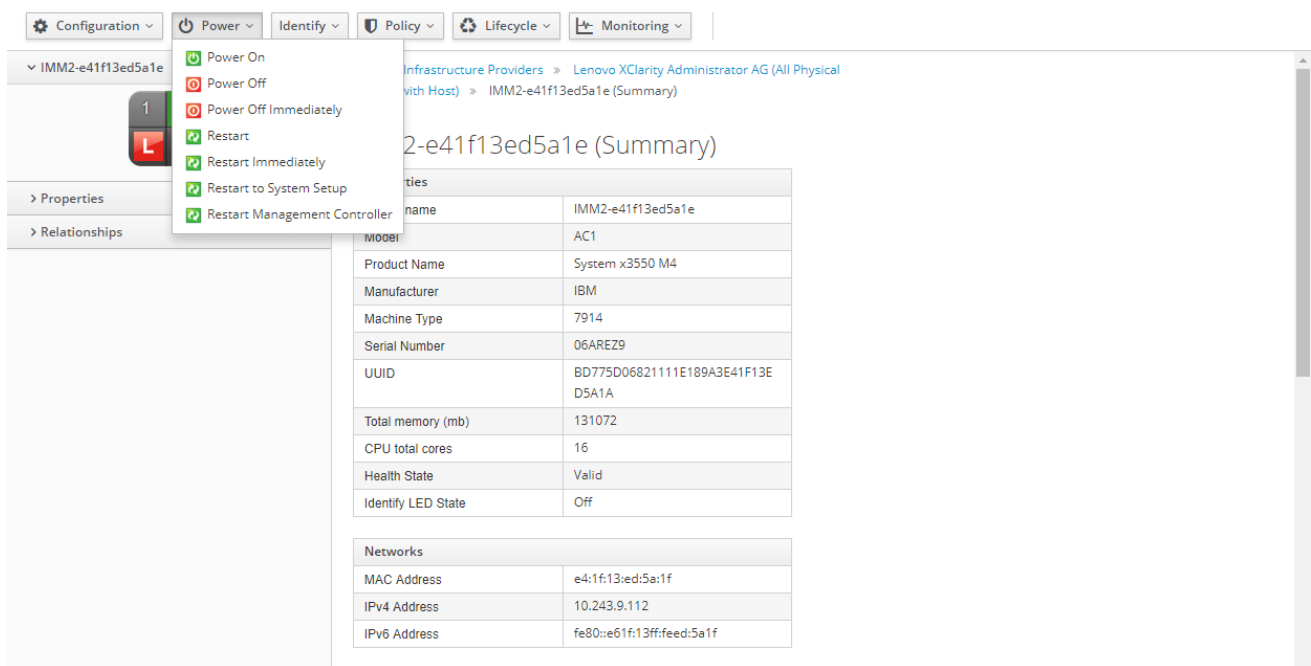 Configuration Power Identify Policy Lifecycle Monitoring
IMM2-e41f13ed5a1e
1
L
Properties
Relationships
Power On
Power Off
Power Off Immediately
Restart
Restart Immediately
Restart to System Setup
Restart Management Controller
Infrastructure Providers » Lenovo XClarity Administrator AG (All Physical
with Host) » IMM2-e41f13ed5a1e (Summary)
2-e41f13ed5a1e (Summary)
ties
name IMM2-e41f13ed5a1e
Model AC1
Product Name System x3550 M4
Manufacturer IBM
Machine Type 7914
Serial Number 06AREZ9
UUID BD775D06821111E189A3E41F13E
D5A1A
Total memory (mb) 131072
CPU total cores 16
Health State Valid
Identify LED State Off
Networks
MAC Address e4:1f:13:ed:5a:1f
IPv4 Address 10.243.9.112
IPv6 Address fe80::e61f:13ff:feed:5a1f